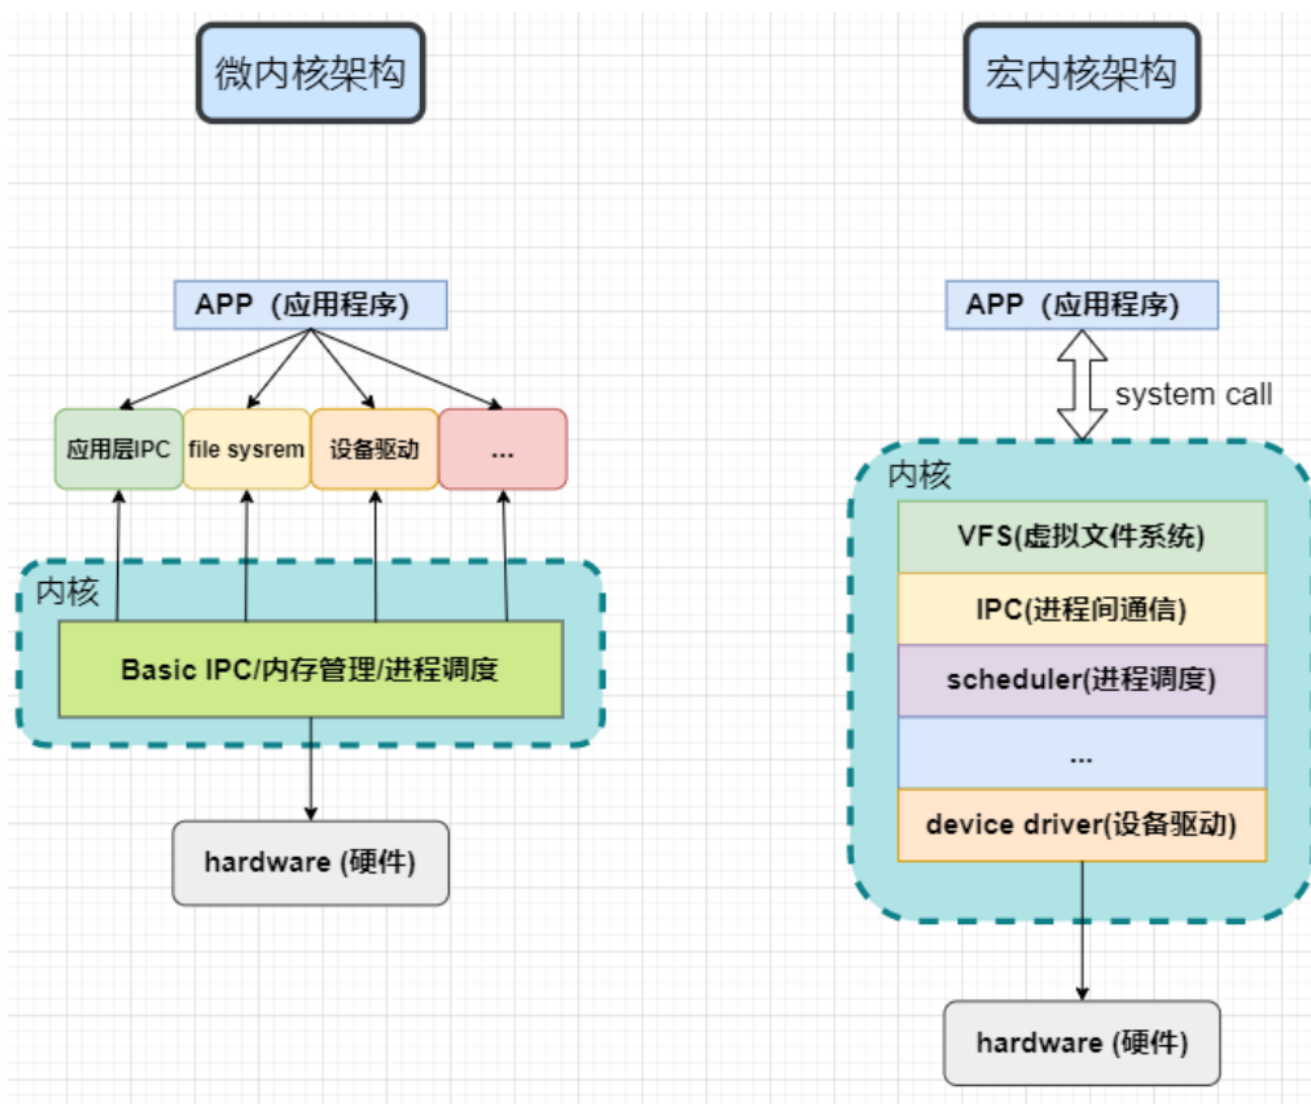 微内核架构
宏内核架构
APP（应用程序）
应用层IPC
file sysrem
设备驱动
...
内核
Basic IPC/内存管理/进程调度
hardware (硬件)
APP（应用程序）
system call
内核
VFS(虚拟文件系统)
IPC(进程间通信)
scheduler(进程调度)
...
device driver(设备驱动)
hardware (硬件)